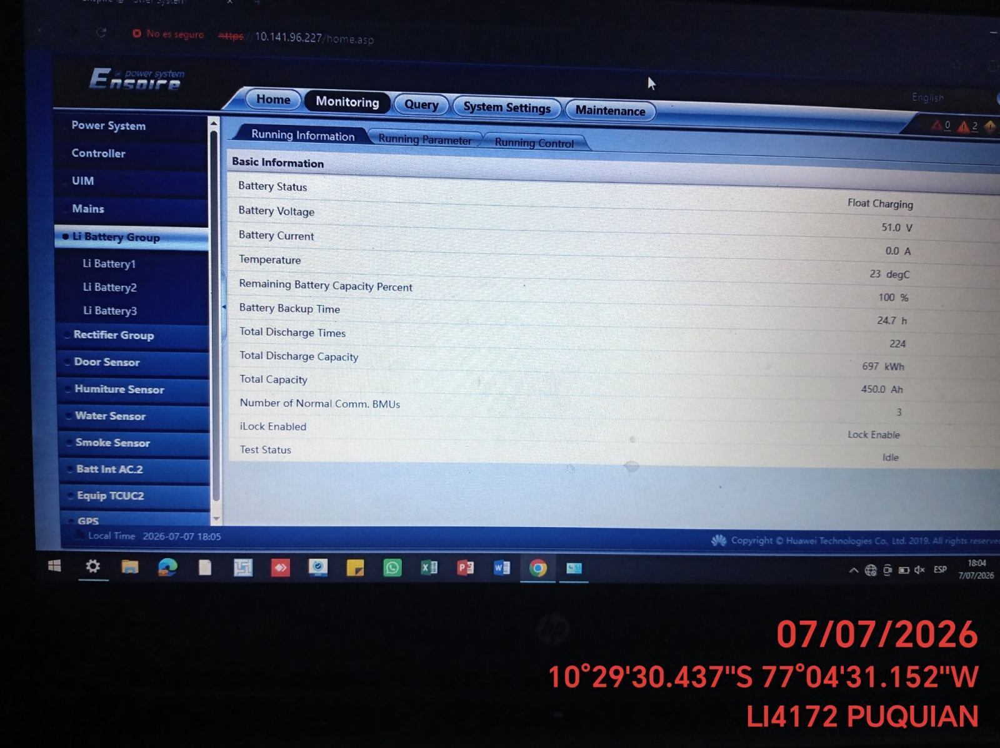 No es seguro https://10.141.96.227/home.asp
power system
Enspire
English
Home Monitoring Query System Settings Maintenance
0 2
Power System
Controller
UIM
Mains
Li Battery Group
Li Battery1
Li Battery2
Li Battery3
Rectifier Group
Door Sensor
Humiture Sensor
Water Sensor
Smoke Sensor
Batt Int AC.2
Equip TCUC2
GPS
Running Information Running Parameter Running Control
Basic Information
Battery Status Float Charging
Battery Voltage 51.0 V
Battery Current 0.0 A
Temperature 23 degC
Remaining Battery Capacity Percent 100 %
Battery Backup Time 24.7 h
Total Discharge Times 224
Total Discharge Capacity 697 kWh
Total Capacity 450.0 Ah
Number of Normal Comm. BMUs 3
iLock Enabled Lock Enable
Test Status Idle
Local Time 2026-07-07 18:05
Copyright © Huawei Technologies Co., Ltd. 2019. All rights reserve
ESP
18:04
7/07/2026
07/07/2026
10°29'30.437"S 77°04'31.152"W
LI4172 PUQUIAN